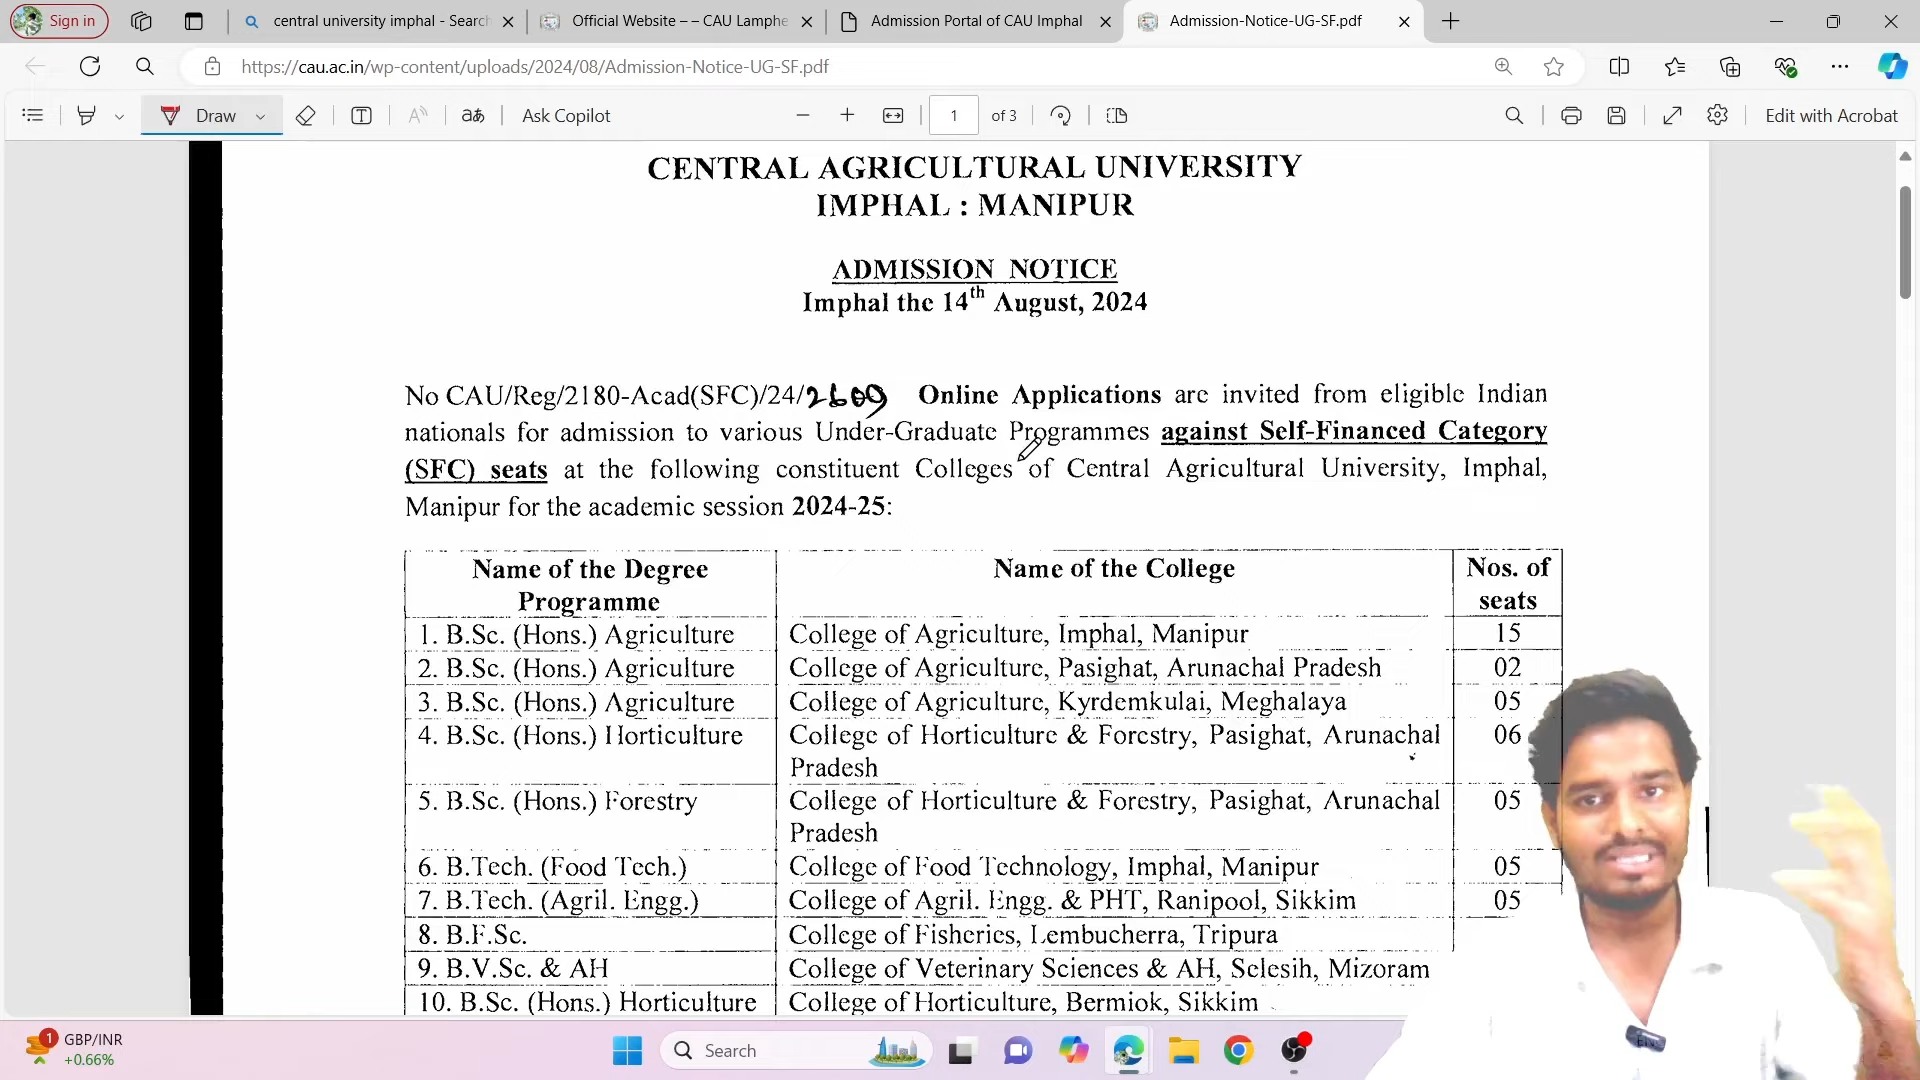 Sign in
central university imphal - Search
Official Website – – CAU Lamphe
Admission Portal of CAU Imphal
Admission-Notice-UG-SF.pdf
https://cau.ac.in/wp-content/uploads/2024/08/Admission-Notice-UG-SF.pdf
Draw
Ask Copilot
1 of 3
Edit with Acrobat
CENTRAL AGRICULTURAL UNIVERSITY
IMPHAL : MANIPUR
ADMISSION NOTICE
Imphal the 14th August, 2024
No CAU/Reg/2180-Acad(SFC)/24/2609 Online Applications are invited from eligible Indian
nationals for admission to various Under-Graduate Programmes against Self-Financed Category
(SFC) seats at the following constituent Colleges of Central Agricultural University, Imphal,
Manipur for the academic session 2024-25:
Name of the Degree Programme Name of the College Nos. of seats
1. B.Sc. (Hons.) Agriculture College of Agriculture, Imphal, Manipur 15
2. B.Sc. (Hons.) Agriculture College of Agriculture, Pasighat, Arunachal Pradesh 02
3. B.Sc. (Hons.) Agriculture College of Agriculture, Kyrdemkulai, Meghalaya 05
4. B.Sc. (Hons.) Horticulture College of Horticulture & Forestry, Pasighat, Arunachal 06
Pradesh
5. B.Sc. (Hons.) Forestry College of Horticulture & Forestry, Pasighat, Arunachal 05
Pradesh
6. B.Tech. (Food Tech.) College of Food Technology, Imphal, Manipur 05
7. B.Tech. (Agril. Engg.) College of Agril. Engg. & PHT, Ranipool, Sikkim 05
8. B.F.Sc. College of Fisheries, Lembucherra, Tripura
9. B.V.Sc. & AH College of Veterinary Sciences & AH, Selesih, Mizoram
10. B.Sc. (Hons.) Horticulture College of Horticulture, Bermiok, Sikkim
1
GBP/INR
+0.66%
Search